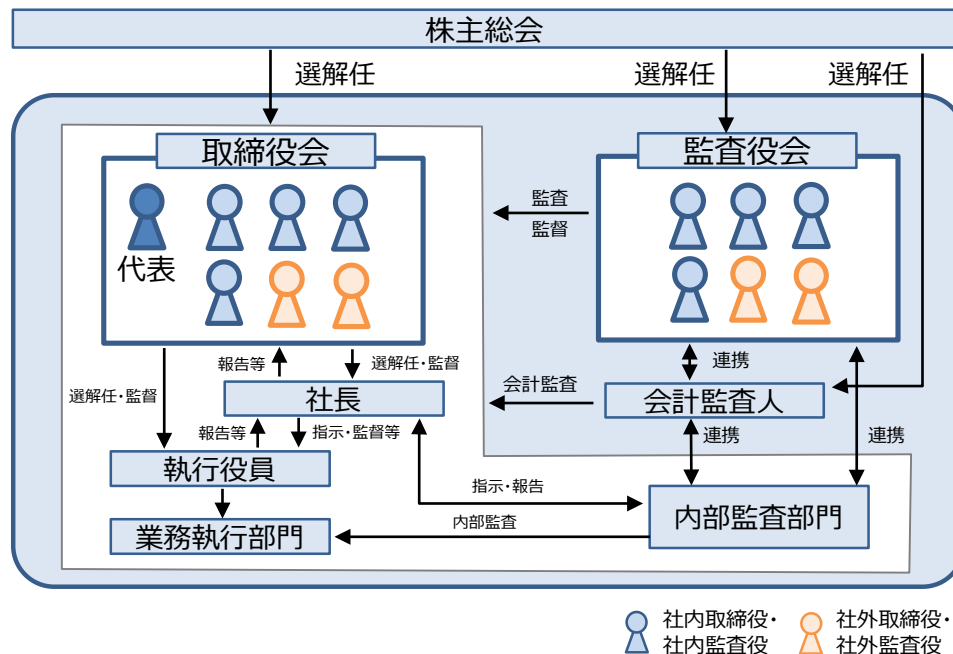 株主総会
選解任
選解任
選解任
取締役会
監査役会
代表
監査
監督
報告等
選解任・監督
連携
選解任・監督
社長
会計監査
会計監査人
報告等
指示・監督等
連携
連携
執行役員
指示・報告
内部監査部門
内部監査
業務執行部門
社内取締役・
社内監査役
社外取締役・
社外監査役